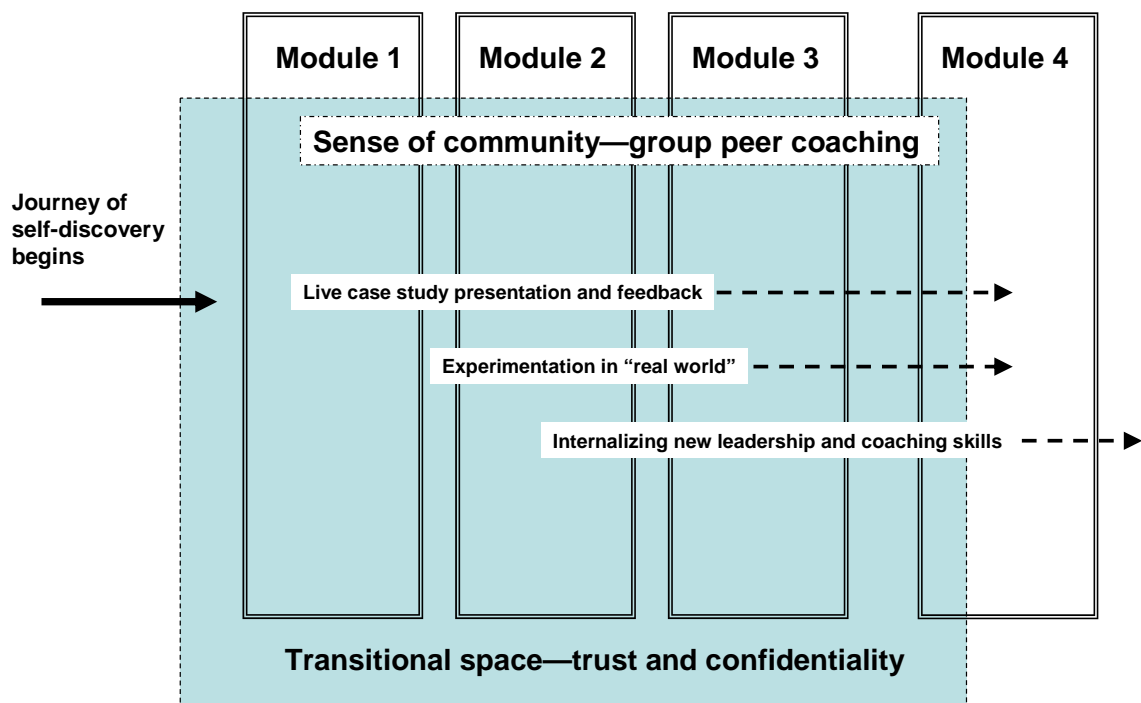 Module 1
Module 2
Module 3
Module 4
Sense of community—group peer coaching
Journey of
self-discovery
begins
Live case study presentation and feedback
Experimentation in “real world”
Internalizing new leadership and coaching skills
Transitional space—trust and confidentiality